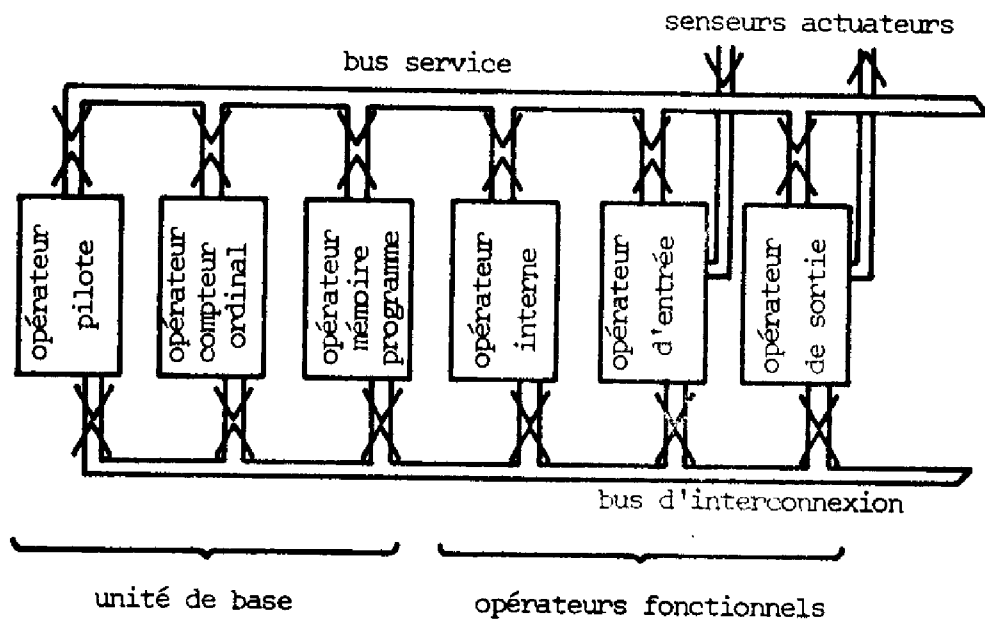 senseurs actuateurs
bus service
opérateur
pilote
opérateur
compteur
ordinal
opérateur
mémoire
programme
opérateur
interne
opérateur
d'entrée
opérateur
de sortie
bus d'interconnexion
unité de base
opérateurs fonctionnels